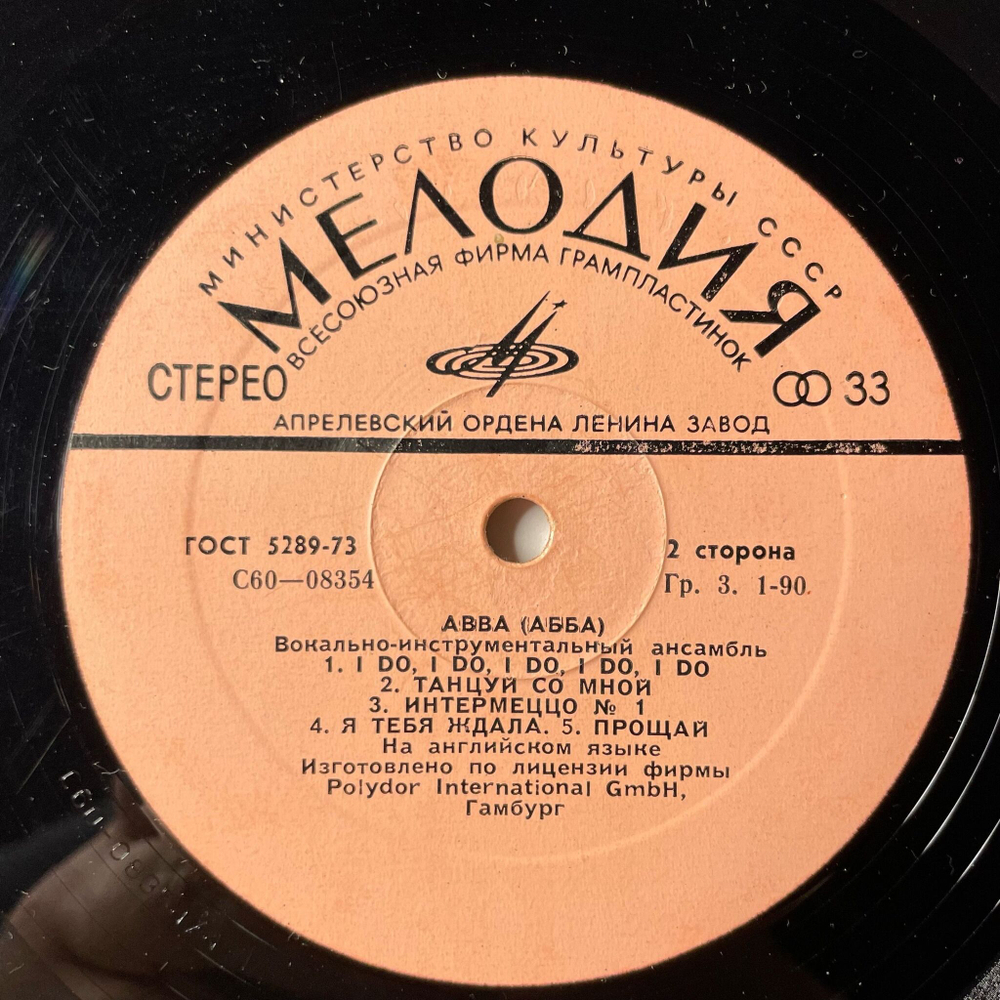 МИНИСТЕРСТВО КУЛЬТУРЫ СССР
МЕЛОДИЯ
ВСЕСОЮЗНАЯ ФИРМА ГРАМПЛАСТИНОК
СТЕРЕО
33
АПРЕЛЕВСКИЙ ОРДЕНА ЛЕНИНА ЗАВОД
ГОСТ 5289-73
2 сторона
С60—08354
Гр. 3. 1-90.
АВВА (АББА)
Вокально-инструментальный ансамбль
1. I DO, I DO, I DO, I DO, I DO
2. ТАНЦУЙ СО МНОЙ
3. ИНТЕРМЕЦЦО № 1
4. Я ТЕБЯ ЖДАЛА. 5. ПРОЩАЙ
На английском языке
Изготовлено по лицензии фирмы
Polydor International GmbH,
Гамбург